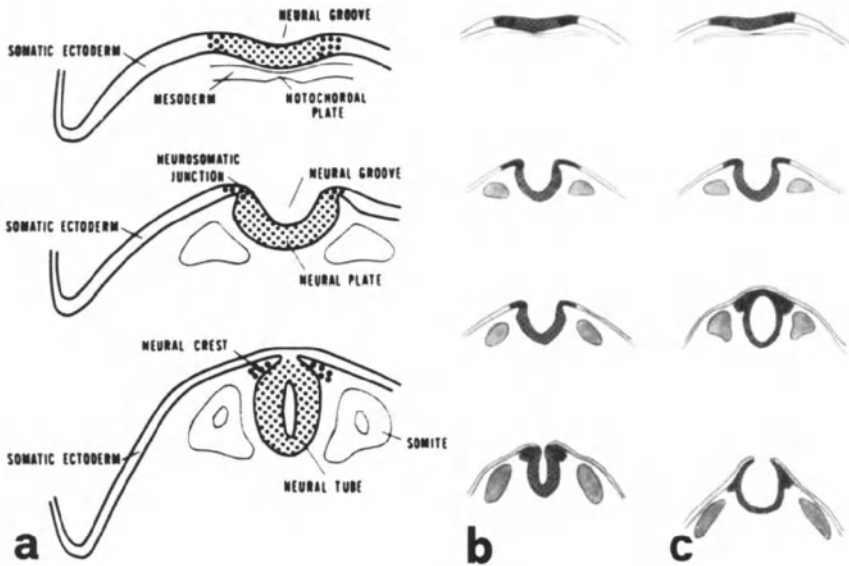 NEURAL GROOVE
SOMATIC ECTODERM
MESODERM
NOTOCHORDAL
PLATE
NEUROSOMATIC
JUNCTION
NEURAL GROOVE
SOMATIC ECTODERM
NEURAL PLATE
NEURAL CREST
SOMITE
SOMATIC ECTODERM
NEURAL TUBE
a
b
c